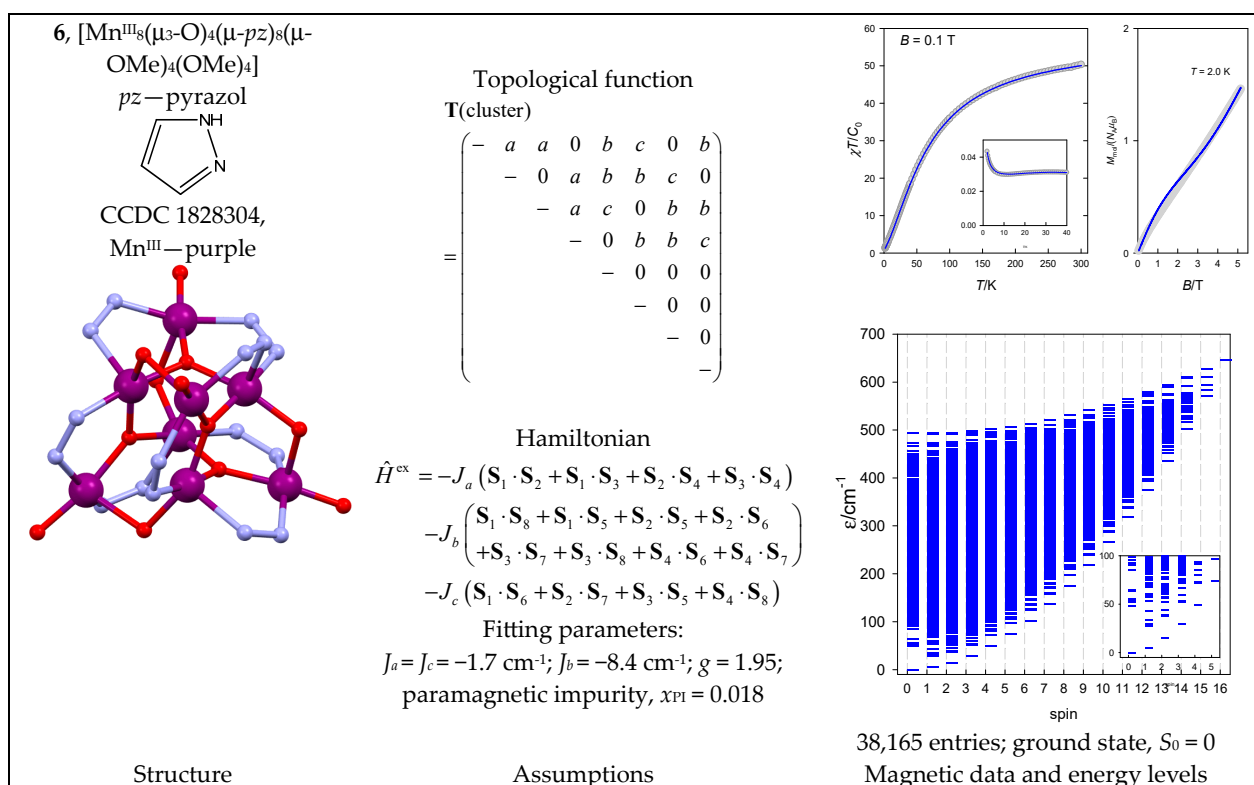 6, [Mnᴵᴵᴵ₈(μ₃-O)₄(μ-pz)₈(μ-
OMe)₄(OMe)₄]
pz—pyrazol
NH
N
CCDC 1828304,
Mnᴵᴵᴵ—purple
Structure
Topological function
T(cluster)
=
− a a 0 b c 0 b
− 0 a b b c 0
− a c 0 b b
− 0 b b c
− 0 0 0
− 0 0
− 0
−
Hamiltonian
Ĥᵉˣ = −Jₐ (S₁ · S₂ + S₁ · S₃ + S₂ · S₄ + S₃ · S₄)
−J_b ( S₁ · S₈ + S₁ · S₅ + S₂ · S₅ + S₂ · S₆
+S₃ · S₇ + S₃ · S₈ + S₄ · S₆ + S₄ · S₇ )
−J_c (S₁ · S₆ + S₂ · S₇ + S₃ · S₅ + S₄ · S₈)
Fitting parameters:
Jₐ = J_c = −1.7 cm⁻¹; J_b = −8.4 cm⁻¹; g = 1.95;
paramagnetic impurity, x_PI = 0.018
Assumptions
B = 0.1 T
χT/C₀
60
50
40
30
20
10
0
0.04
0.02
0.00
0 10 20 30 40
0 50 100 150 200 250 300
T/K
T = 2.0 K
M_mol/(N_Aμ_B)
2
1
0
0 1 2 3 4 5
B/T
ε/cm⁻¹
700
600
500
400
300
200
100
0
100
50
0
0 1 2 3 4 5
0 1 2 3 4 5 6 7 8 9 10 11 12 13 14 15 16
spin
38,165 entries; ground state, S₀ = 0
Magnetic data and energy levels